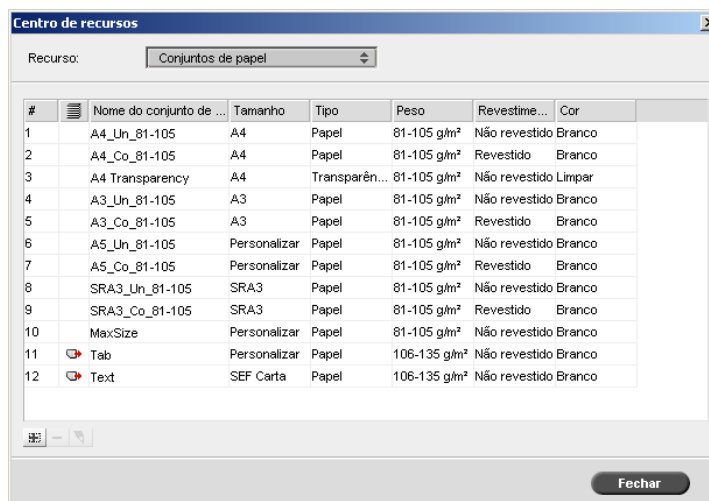 Centro de recursos
Recurso: Conjuntos de papel
# Nome do conjunto de ... Tamanho Tipo Peso Revestime... Cor
1 A4_Un_81-105 A4 Papel 81-105 g/m² Não revestido Branco
2 A4_Co_81-105 A4 Papel 81-105 g/m² Revestido Branco
3 A4 Transparency A4 Transparên... 81-105 g/m² Não revestido Limpar
4 A3_Un_81-105 A3 Papel 81-105 g/m² Não revestido Branco
5 A3_Co_81-105 A3 Papel 81-105 g/m² Revestido Branco
6 A5_Un_81-105 Personalizar Papel 81-105 g/m² Não revestido Branco
7 A5_Co_81-105 Personalizar Papel 81-105 g/m² Revestido Branco
8 SRA3_Un_81-105 SRA3 Papel 81-105 g/m² Não revestido Branco
9 SRA3_Co_81-105 SRA3 Papel 81-105 g/m² Revestido Branco
10 MaxSize Personalizar Papel 81-105 g/m² Não revestido Branco
11 Tab Personalizar Papel 106-135 g/m² Não revestido Branco
12 Text SEF Carta Papel 106-135 g/m² Não revestido Branco
Fechar